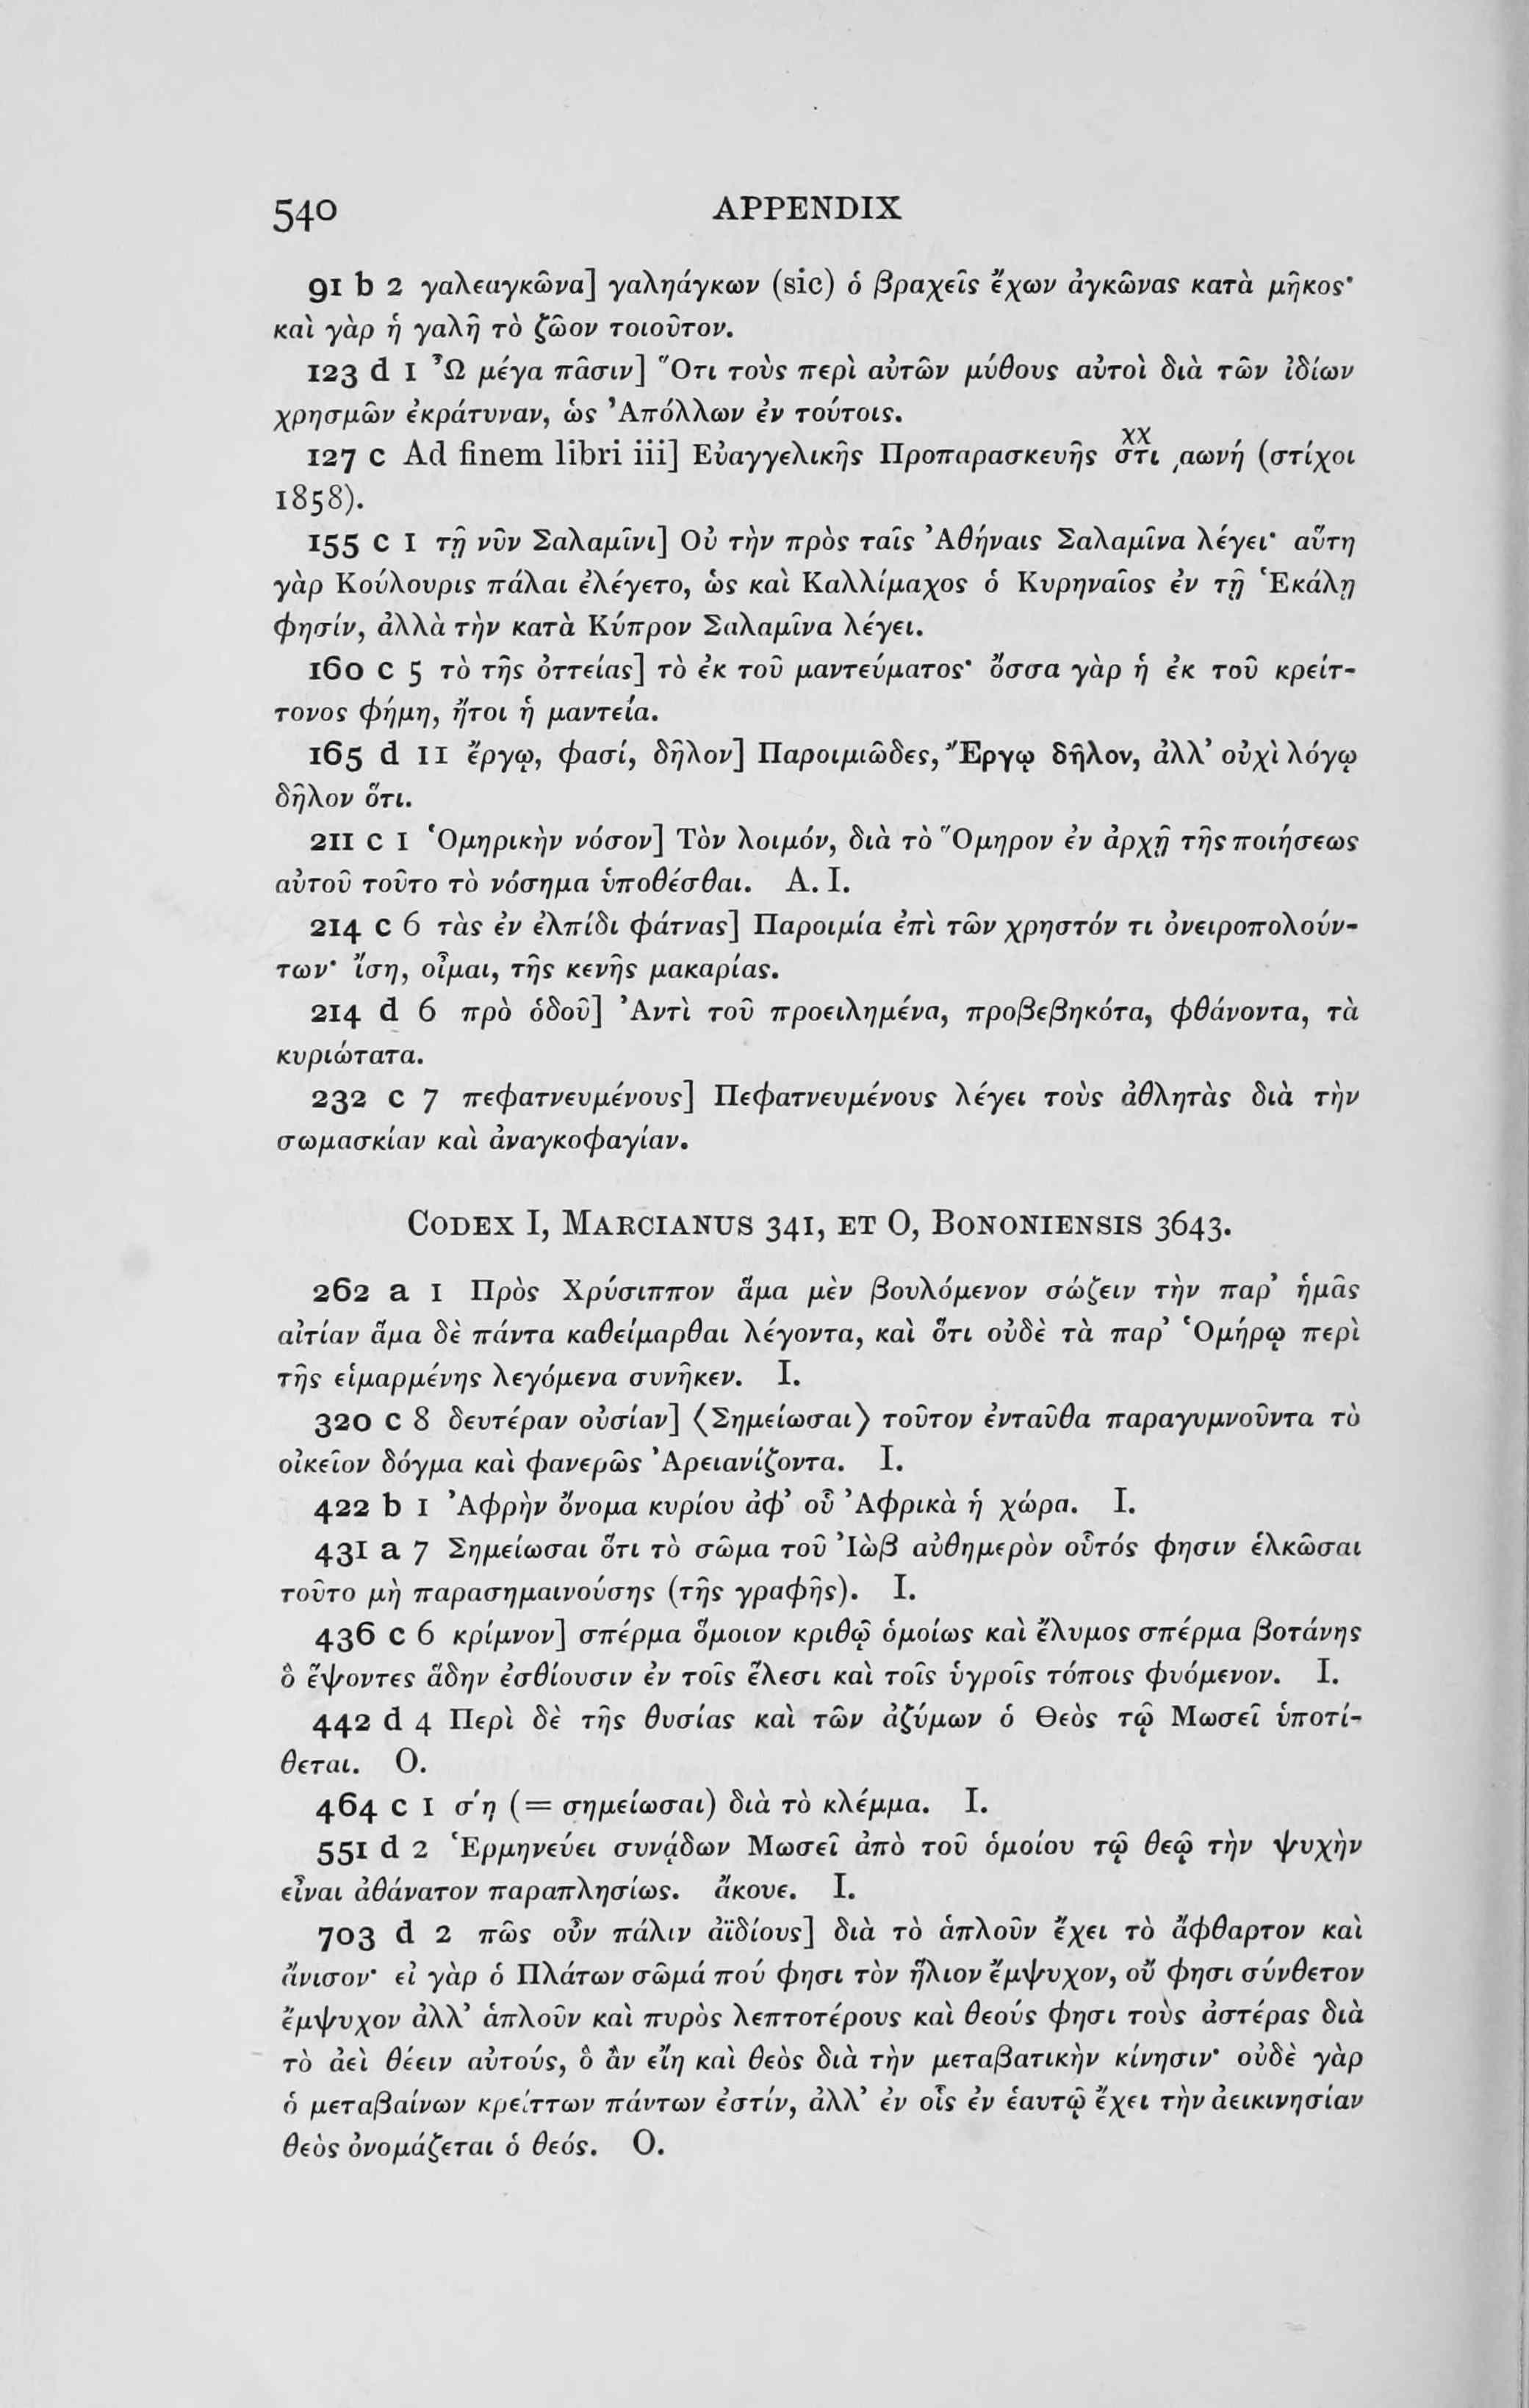 540 APPENDIX
91 b 2 γαλεαγκῶνα] γαληάγκων (sic) ὁ βραχεῖς ἔχων ἀγκῶνας κατὰ μῆκος·
καὶ γὰρ ἡ γαλῆ τὸ ζῶον τοιοῦτον.
123 d 1 Ὦ μέγα πᾶσιν] Ὅτι τοὺς περὶ αὐτῶν μύθους αὐτοὶ διὰ τῶν ἰδίων
χρησμῶν ἐκράτυναν, ὡς Ἀπόλλων ἐν τούτοις.
127 c Ad finem libri iii] Εὐαγγελικῆς Προπαρασκευῆς στι χχ ͵αωνή (στίχοι
1858).
155 c 1 τῇ νῦν Σαλαμῖνι] Οὐ τὴν πρὸς ταῖς Ἀθήναις Σαλαμῖνα λέγει· αὕτη
γὰρ Κούλουρις πάλαι ἐλέγετο, ὡς καὶ Καλλίμαχος ὁ Κυρηναῖος ἐν τῇ Ἑκάλῃ
φησίν, ἀλλὰ τὴν κατὰ Κύπρον Σαλαμῖνα λέγει.
160 c 5 τὸ τῆς ὀττείας] τὸ ἐκ τοῦ μαντεύματος· ὄσσα γὰρ ἡ ἐκ τοῦ κρείτ-
τονος φήμη, ἤτοι ἡ μαντεία.
165 d 11 ἔργῳ, φασί, δῆλον] Παροιμιῶδες, Ἔργῳ δῆλον, ἀλλ’ οὐχὶ λόγῳ
δῆλον ὅτι.
211 c 1 Ὁμηρικὴν νόσον] Τὸν λοιμόν, διὰ τὸ Ὅμηρον ἐν ἀρχῇ τῆς ποιήσεως
αὐτοῦ τοῦτο τὸ νόσημα ὑποθέσθαι. A. I.
214 c 6 τὰς ἐν ἐλπίδι φάτνας] Παροιμία ἐπὶ τῶν χρηστόν τι ὀνειροπολούν-
των· ἴση, οἶμαι, τῆς κενῆς μακαρίας.
214 d 6 πρὸ ὁδοῦ] Ἀντὶ τοῦ προειλημένα, προβεβηκότα, φθάνοντα, τὰ
κυριώτατα.
232 c 7 πεφατνευμένους] Πεφατνευμένους λέγει τοὺς ἀθλητὰς διὰ τὴν
σωμασκίαν καὶ ἀναγκοφαγίαν.
CODEX I, MARCIANUS 341, ET O, BONONIENSIS 3643.
262 a 1 Πρὸς Χρύσιππον ἅμα μὲν βουλόμενον σώζειν τὴν παρ’ ἡμᾶς
αἰτίαν ἅμα δὲ πάντα καθείμαρθαι λέγοντα, καὶ ὅτι οὐδὲ τὰ παρ’ Ὁμήρῳ περὶ
τῆς εἱμαρμένης λεγόμενα συνῆκεν. I.
320 c 8 δευτέραν οὐσίαν] ⟨Σημείωσαι⟩ τοῦτον ἐνταῦθα παραγυμνοῦντα τὸ
οἰκεῖον δόγμα καὶ φανερῶς Ἀρειανίζοντα. I.
422 b 1 Ἀφρὴν ὄνομα κυρίου ἀφ’ οὗ Ἀφρικὰ ἡ χώρα. I.
431 a 7 Σημείωσαι ὅτι τὸ σῶμα τοῦ Ἰὼβ αὐθημερὸν οὗτός φησιν ἑλκῶσαι
τοῦτο μὴ παρασημαινούσης (τῆς γραφῆς). I.
436 c 6 κρίμνον] σπέρμα ὅμοιον κριθῷ ὁμοίως καὶ ἔλυμος σπέρμα βοτάνης
ὃ ἕψοντες ἅδην ἐσθίουσιν ἐν τοῖς ἕλεσι καὶ τοῖς ὑγροῖς τόποις φυόμενον. I.
442 d 4 Περὶ δὲ τῆς θυσίας καὶ τῶν ἀζύμων ὁ Θεὸς τῷ Μωσεῖ ὑποτί-
θεται. O.
464 c 1 σ′η (= σημείωσαι) διὰ τὸ κλέμμα. I.
551 d 2 Ἑρμηνεύει συνᾴδων Μωσεῖ ἀπὸ τοῦ ὁμοίου τῷ θεῷ τὴν ψυχὴν
εἶναι ἀθάνατον παραπλησίως. ἄκουε. I.
703 d 2 πῶς οὖν πάλιν ἀϊδίους] διὰ τὸ ἁπλοῦν ἔχει τὸ ἄφθαρτον καὶ
ἄνισον· εἰ γὰρ ὁ Πλάτων σῶμά πού φησι τὸν ἥλιον ἔμψυχον, οὔ φησι σύνθετον
ἔμψυχον ἀλλ’ ἁπλοῦν καὶ πυρὸς λεπτοτέρους καὶ θεούς φησι τοὺς ἀστέρας διὰ
τὸ ἀεὶ θέειν αὐτούς, ὃ ἂν εἴη καὶ θεὸς διὰ τὴν μεταβατικὴν κίνησιν· οὐδὲ γὰρ
ὁ μεταβαίνων κρείττων πάντων ἐστίν, ἀλλ’ ἐν οἷς ἐν ἑαυτῷ ἔχει τὴν ἀεικινησίαν
θεὸς ὀνομάζεται ὁ θεός. O.